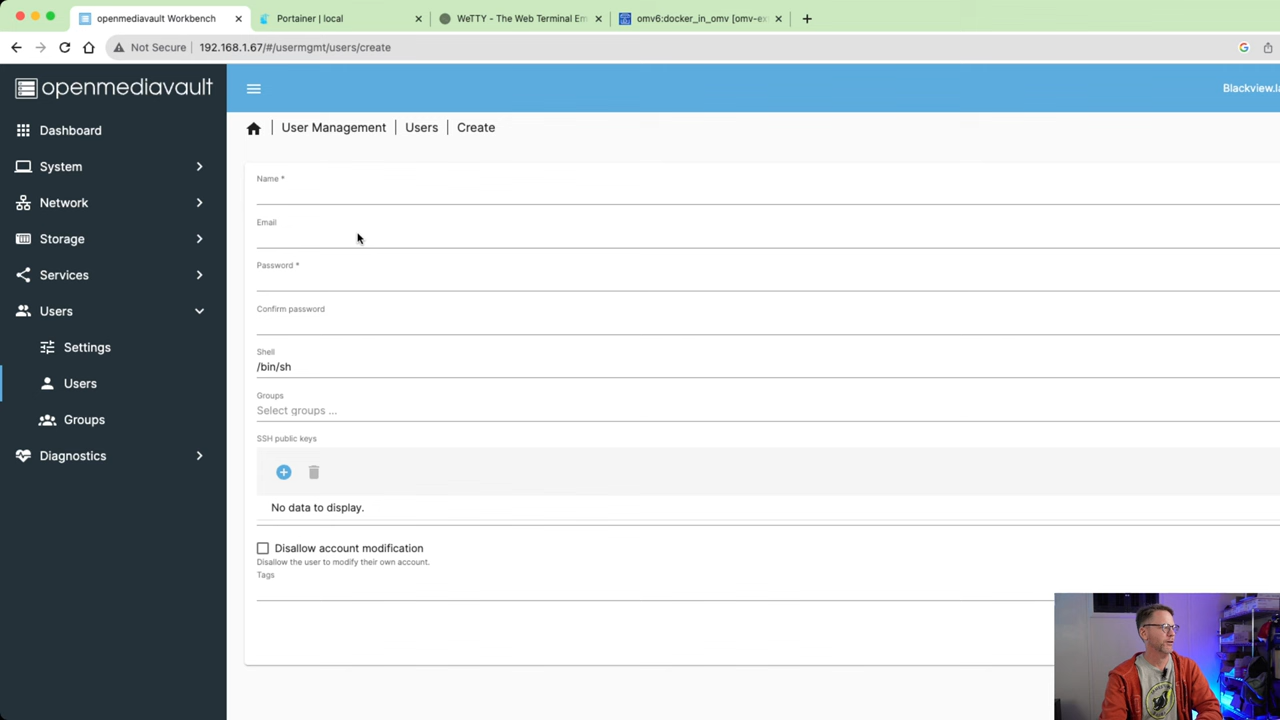 openmediavault Workbench
Portainer | local
WeTTY - The Web Terminal Em
omv6:docker_in_omv [omv-ex
Not Secure
192.168.1.67/#/usermgmt/users/create
openmediavault
Blackview.la
Dashboard
System
Network
Storage
Services
Users
Settings
Users
Groups
Diagnostics
User Management | Users | Create
Name *
Email
Password *
Confirm password
Shell
/bin/sh
Groups
Select groups ...
SSH public keys
No data to display.
Disallow account modification
Disallow the user to modify their own account.
Tags